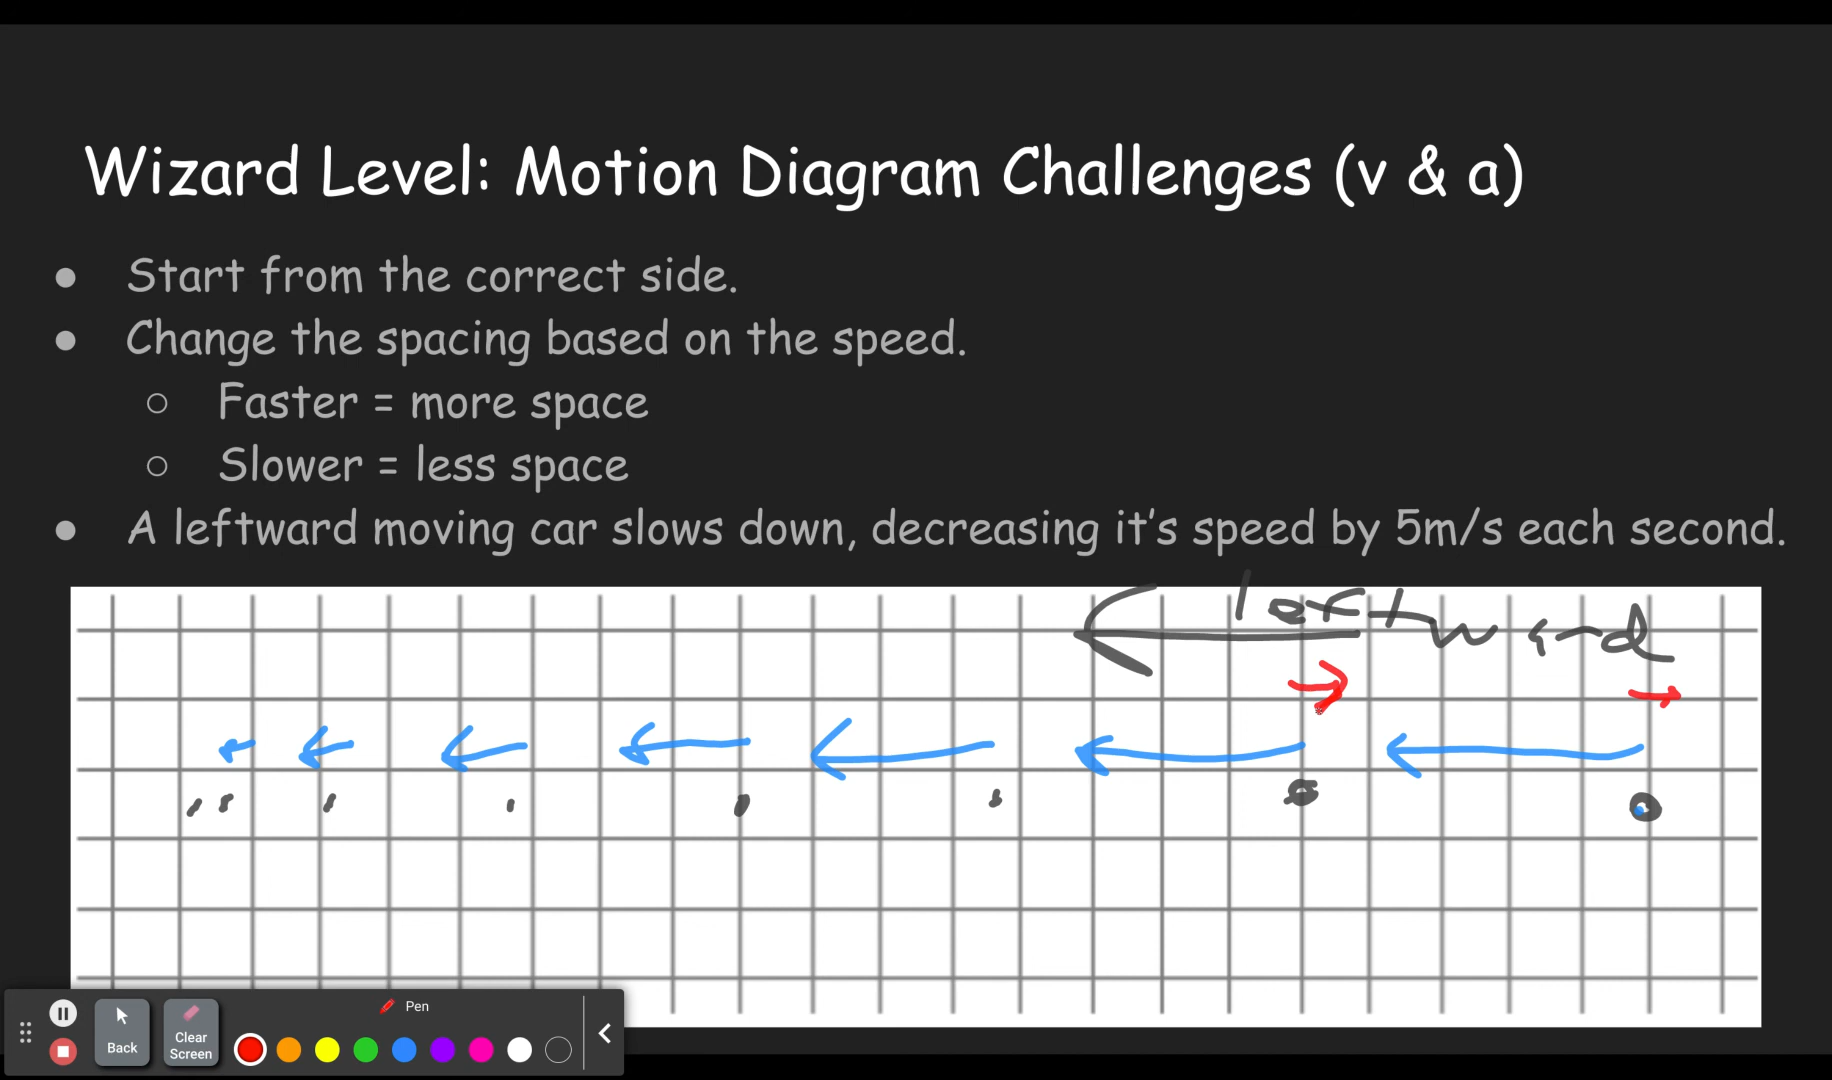 Wizard Level: Motion Diagram Challenges (v & a)
● Start from the correct side.
● Change the spacing based on the speed.
○ Faster = more space
○ Slower = less space
● A leftward moving car slows down, decreasing it's speed by 5m/s each second.
leftward
Pen
Back
Clear
Screen